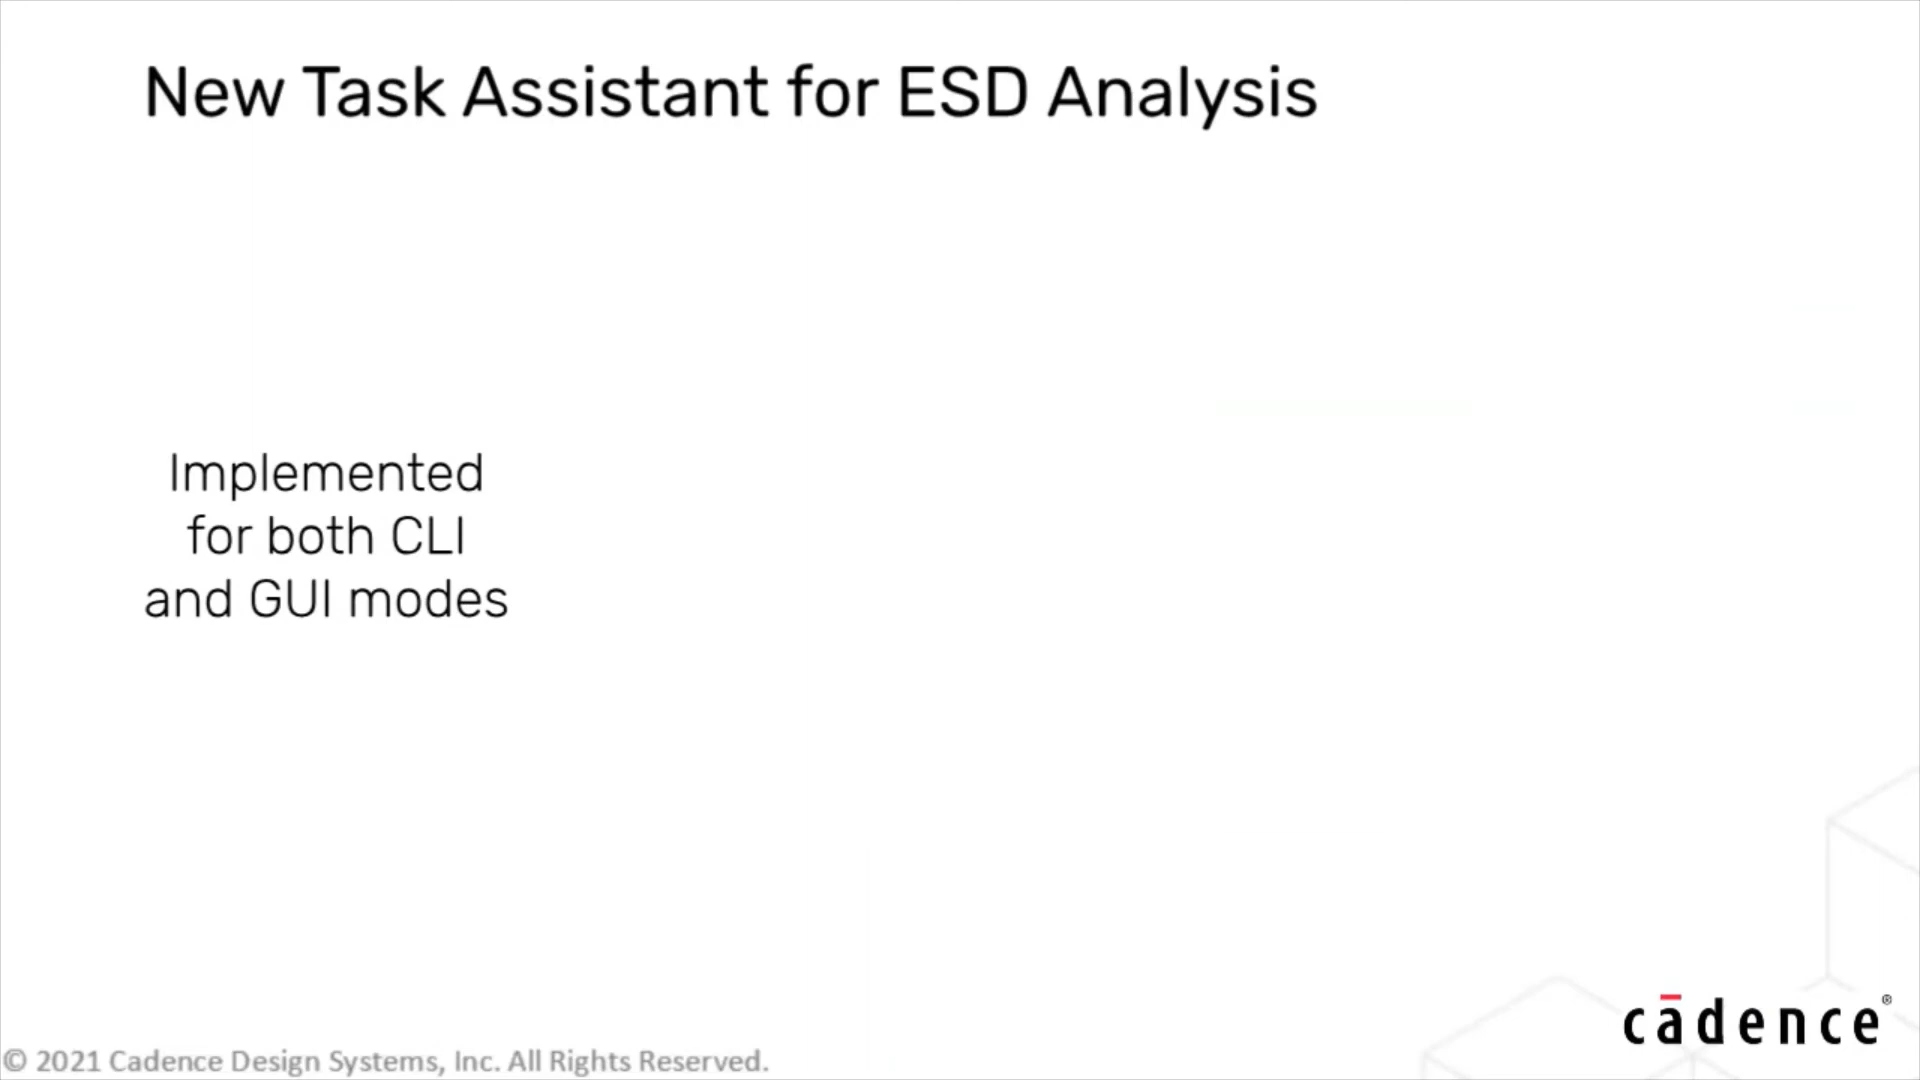 New Task Assistant for ESD Analysis
Implemented
for both CLI
and GUI modes
cādence®
© 2021 Cadence Design Systems, Inc. All Rights Reserved.